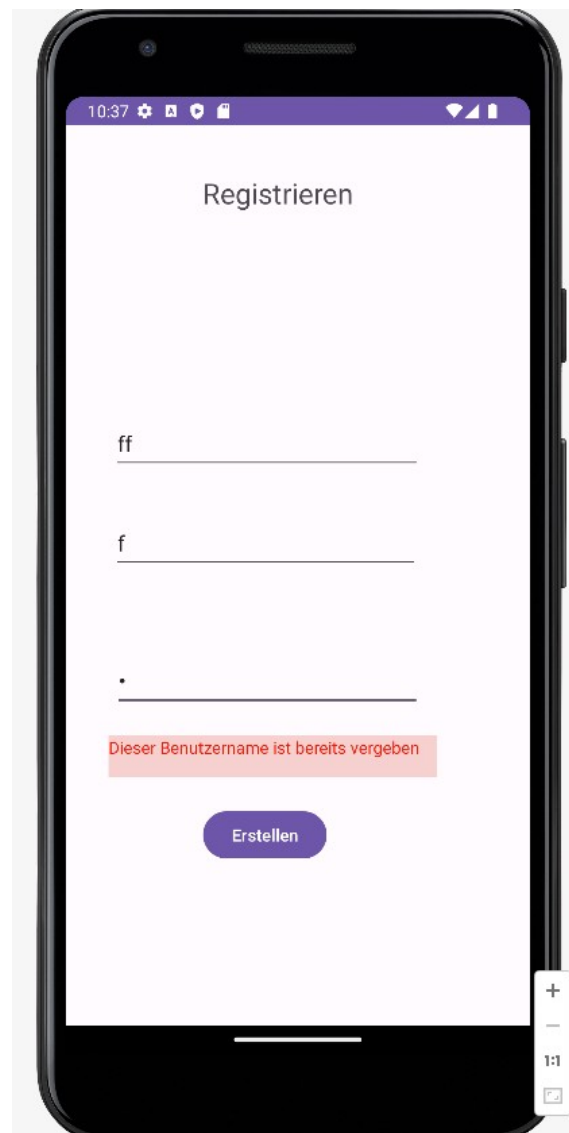 10:37
Registrieren
ff
f
Dieser Benutzername ist bereits vergeben
Erstellen
1:1